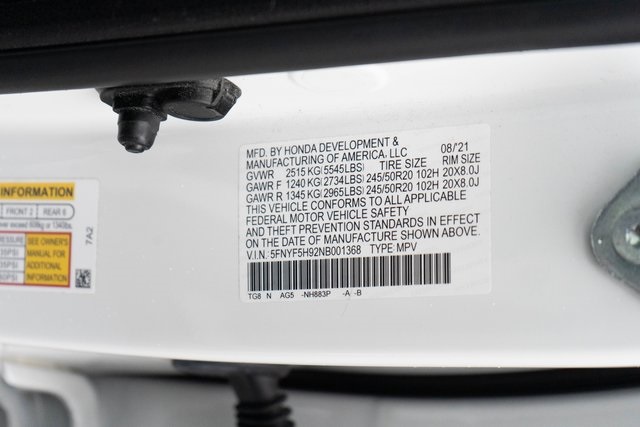 MFD. BY HONDA DEVELOPMENT & 08/'21
MANUFACTURING OF AMERICA, LLC
GVWR 2515 KG(5545LBS) TIRE SIZE RIM SIZE
GAWR F 1240 KG(2734LBS) 245/50R20 102H 20X8.0J
GAWR R 1345 KG(2965LBS) 245/50R20 102H 20X8.0J
THIS VEHICLE CONFORMS TO ALL APPLICABLE
FEDERAL MOTOR VEHICLE SAFETY
AND THEFT PREVENTION STANDARDS IN EFFECT
ON THE DATE OF MANUFACTURE SHOWN ABOVE.
V.I.N.: 5FNYF5H92NB001368 TYPE: MPV
TG8 N AG5 -NH883P -A -B
INFORMATION
FRONT 2 REAR 6
SEE OWNER'S
MANUAL FOR
ADDITIONAL
INFORMATION
7A2